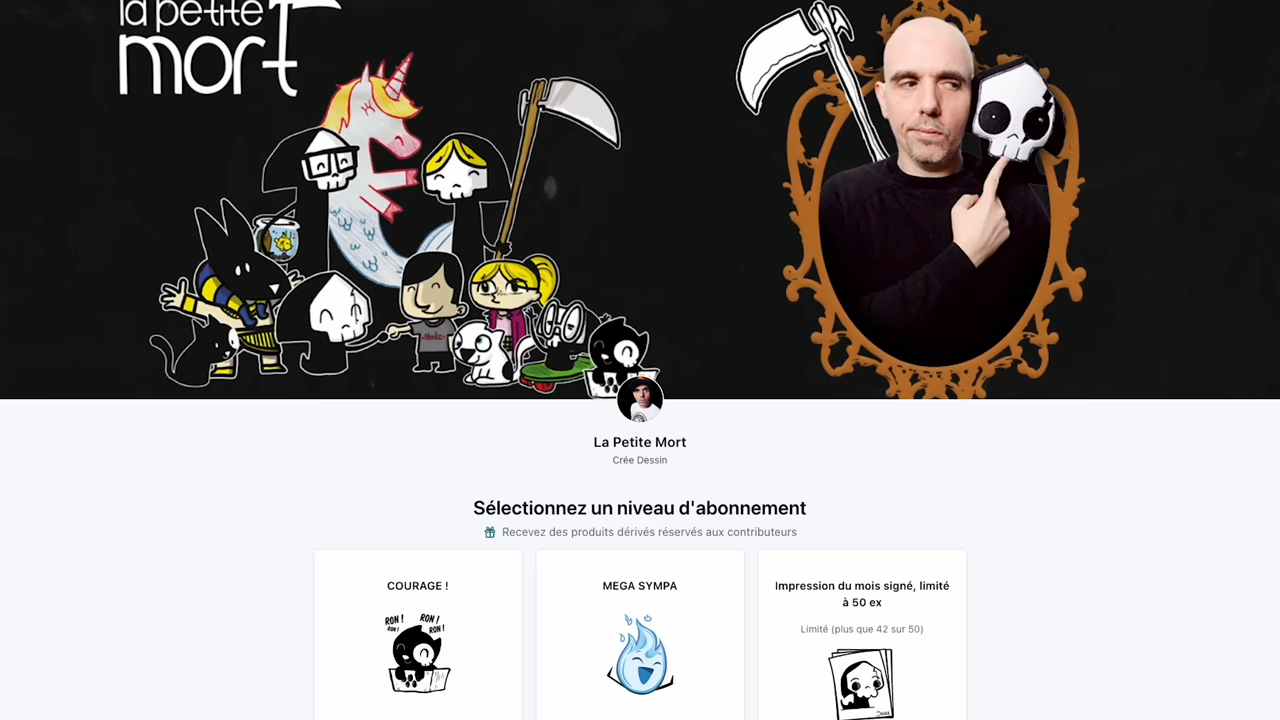 la petite
mort
La Petite Mort
Crée Dessin
Sélectionnez un niveau d'abonnement
Recevez des produits dérivés réservés aux contributeurs
COURAGE !
RON !
RON !
RON !
RON !
MEGA SYMPA
Impression du mois signé, limité
à 50 ex
Limité (plus que 42 sur 50)